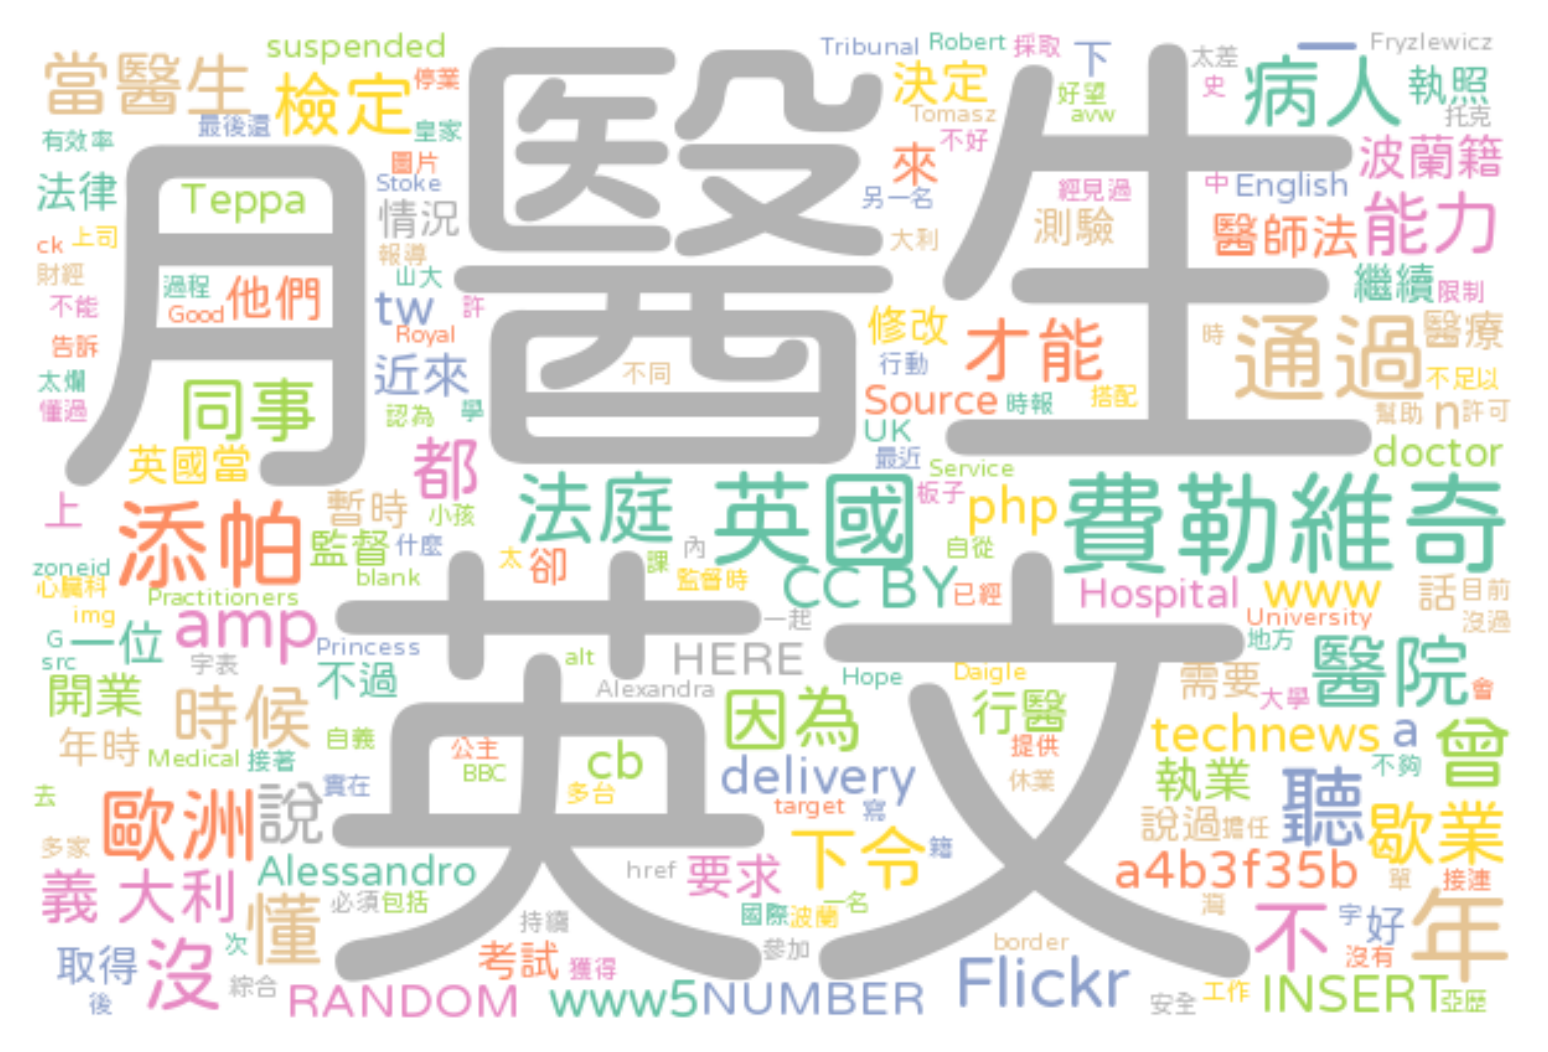 suspended
Tribunal Robert 採取 下 一 Fryzlewicz
當醫生 檢定 停業 決定 好望 太差 史 病人 執照
最後還 皇家 Tomasz avw 托克
有效率 圖片 來 不好 波蘭籍
法律 Teppa Stoke 另一名 經見過 中 English
情況 大利 測驗 醫師法 能力
ck 上司 報導
財經 過程 山大 繼續 限制
不能 Good 他們 tw 許
月 醫 生
告訴 Royal 修改 才能 時 通過 醫療
太爛 近來 不同 行動 不足以
懂過 同事 認為 學 Source 時報 搭配 幫助 n 許可
英國當 都 UK doctor
最近 Service
上 添帕 暫時 小孩 法庭 英國 板子 php 費勒維奇
監督 什麼 太 卻 課 內 自從
zoneid blank 監督時 CC BY 已經 Hospital www 話 目前
心臟科 Practitioners
img amp 一起 University 沒過
G 一位 Princess HERE 地方
src 字表 不過 alt Hope Daigle 需要 醫院
開業 時候 Alexandra 因為 行醫 大學 會
英文
年時 自義 公主 cb 提供 technews a 曾
Medical 接著 BBC delivery 執業 不夠
去 實在 多台 休業
歐洲 說 target 寫 說過 擔任 聽 歇業
多家 下令 籍
Alessandro href 要求 a4b3f35b 單 接連
義 大利 懂 必須 包括 國際 波蘭 一名 灣
持續 不 字 好 年
取得 沒 次 考試 獲得 參加 border 沒有
後 綜合 RANDOM www5 NUMBER Flickr 安全 工作 INSERT 亞歷